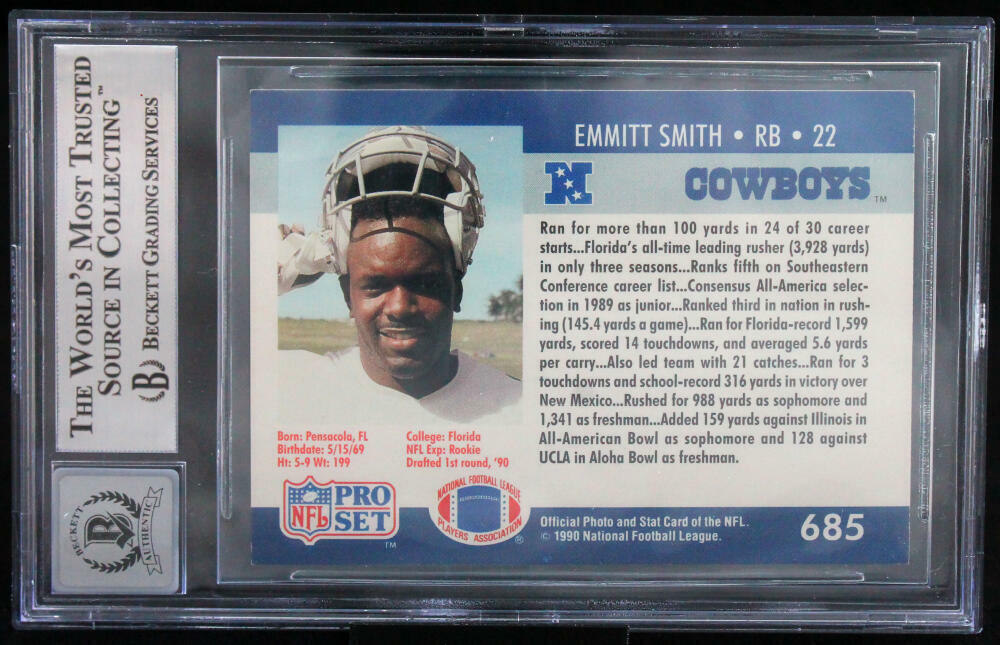 THE WORLD'S MOST TRUSTED
SOURCE IN COLLECTING™
BECKETT GRADING SERVICES®
B
BECKETT
B
AUTHENTIC
EMMITT SMITH • RB • 22
N
COWBOYS™
Ran for more than 100 yards in 24 of 30 career
starts...Florida's all-time leading rusher (3,928 yards)
in only three seasons...Ranks fifth on Southeastern
Conference career list...Consensus All-America selec-
tion in 1989 as junior...Ranked third in nation in rush-
ing (145.4 yards a game)...Ran for Florida-record 1,599
yards, scored 14 touchdowns, and averaged 5.6 yards
per carry...Also led team with 21 catches...Ran for 3
touchdowns and school-record 316 yards in victory over
New Mexico...Rushed for 988 yards as sophomore and
1,341 as freshman...Added 159 yards against Illinois in
All-American Bowl as sophomore and 128 against
UCLA in Aloha Bowl as freshman.
Born: Pensacola, FL
Birthdate: 5/15/69
Ht: 5-9 Wt: 199
College: Florida
NFL Exp: Rookie
Drafted 1st round, '90
NFL
PRO
SET
™
NATIONAL FOOTBALL LEAGUE
PLAYERS ASSOCIATION
®
Official Photo and Stat Card of the NFL.
© 1990 National Football League.
685